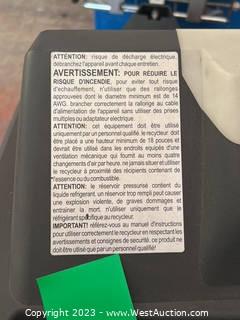 ATTENTION: risque de décharge électrique,
débranchez l'appareil avant chaque entretien.
AVERTISSEMENT: POUR RÉDUIRE LE
RISQUE D'INCENDIE, pour éviter tout risque
d'échauffement, n'utiliser que des rallonges
approuvées dont le diametre minimum est de 14
AWG. brancher correctement la rallonge au câble
d'alimentation de l'appareil sans utiliser des prises
multiples ou adaptateur électrique.
ATTENTION: cet équipement doit être utilisé
uniquement par un personnel qualifié. le recycleur doit
être placé a une hauteur minimum de 18 pouces et
devrait être utilisé dans les endroits équipés d'une
ventilation mécanique qui fournit au moins quatre
changements d'air par heure, ne jamais situer et utiliser
le recycleur à proximité des récipients contenant de
l'essence ou du combustible.
ATTENTION: le réservoir pressurisé contient du
liquide réfrigerant. un réservoir trop rempli peut causer
une explosion violente, de graves dommages et
entraîner la mort. n'utilisez uniquement que le
réfrigérant spécifique au recycleur.
IMPORTANT! référez-vous au manuel d'instructions
pour utiliser correctement le recycleur en respectant les
avertissements et consignes de sécurité, ce produit ne
doit être utilisé que par un personnel qualifié!
Copyright 2023 - WestAuction.com